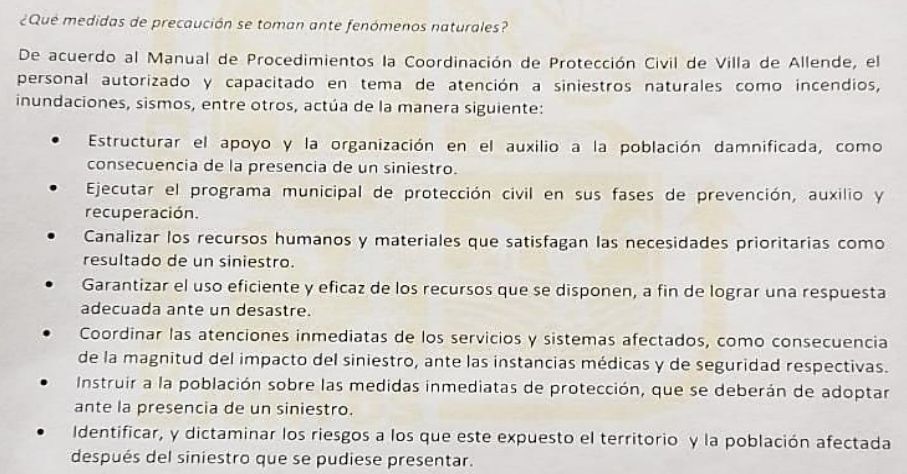 ¿Qué medidas de precaución se toman ante fenómenos naturales?
De acuerdo al Manual de Procedimientos la Coordinación de Protección Civil de Villa de Allende, el
personal autorizado y capacitado en tema de atención a siniestros naturales como incendios,
inundaciones, sismos, entre otros, actúa de la manera siguiente:
• Estructurar el apoyo y la organización en el auxilio a la población damnificada, como
consecuencia de la presencia de un siniestro.
• Ejecutar el programa municipal de protección civil en sus fases de prevención, auxilio y
recuperación.
• Canalizar los recursos humanos y materiales que satisfagan las necesidades prioritarias como
resultado de un siniestro.
• Garantizar el uso eficiente y eficaz de los recursos que se disponen, a fin de lograr una respuesta
adecuada ante un desastre.
• Coordinar las atenciones inmediatas de los servicios y sistemas afectados, como consecuencia
de la magnitud del impacto del siniestro, ante las instancias médicas y de seguridad respectivas.
• Instruir a la población sobre las medidas inmediatas de protección, que se deberán de adoptar
ante la presencia de un siniestro.
• Identificar, y dictaminar los riesgos a los que este expuesto el territorio y la población afectada
después del siniestro que se pudiese presentar.